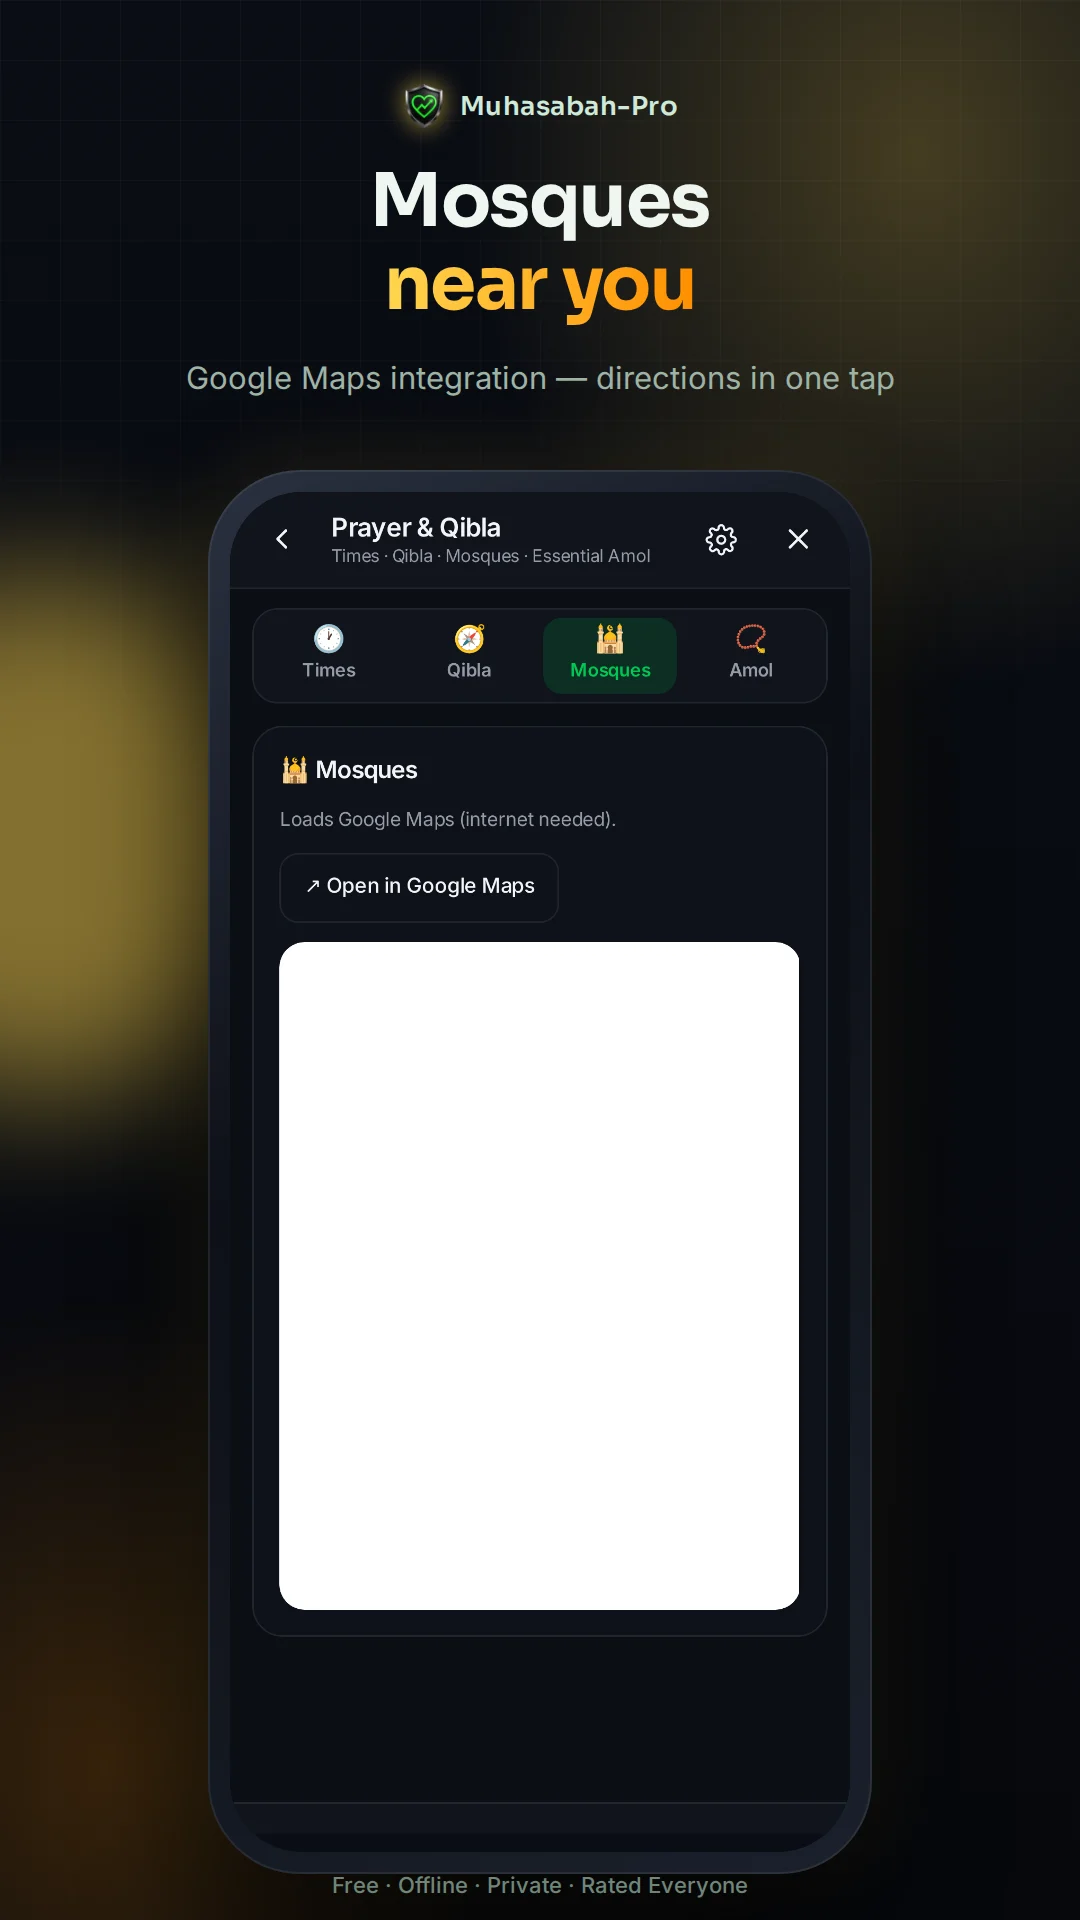 Muhasabah-Pro
Mosques
near you
Google Maps integration — directions in one tap
Prayer & Qibla
Times · Qibla · Mosques · Essential Amol
Times
Qibla
Mosques
Amol
Mosques
Loads Google Maps (internet needed).
↗ Open in Google Maps
Free · Offline · Private · Rated Everyone